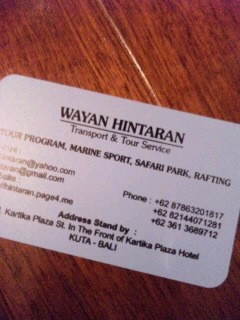 WAYAN HINTARAN
Transport & Tour Service
TOUR PROGRAM, MARINE SPORT, SAFARI PARK, RAFTING
@yahoo.com
@gmail.com
hintaran.page4.me
Phone : +62 87863201817
+62 82144071281
+62 361 3689712
Address Stand by :
Kartika Plaza St. In The Front of Kartika Plaza Hotel
KUTA - BALI